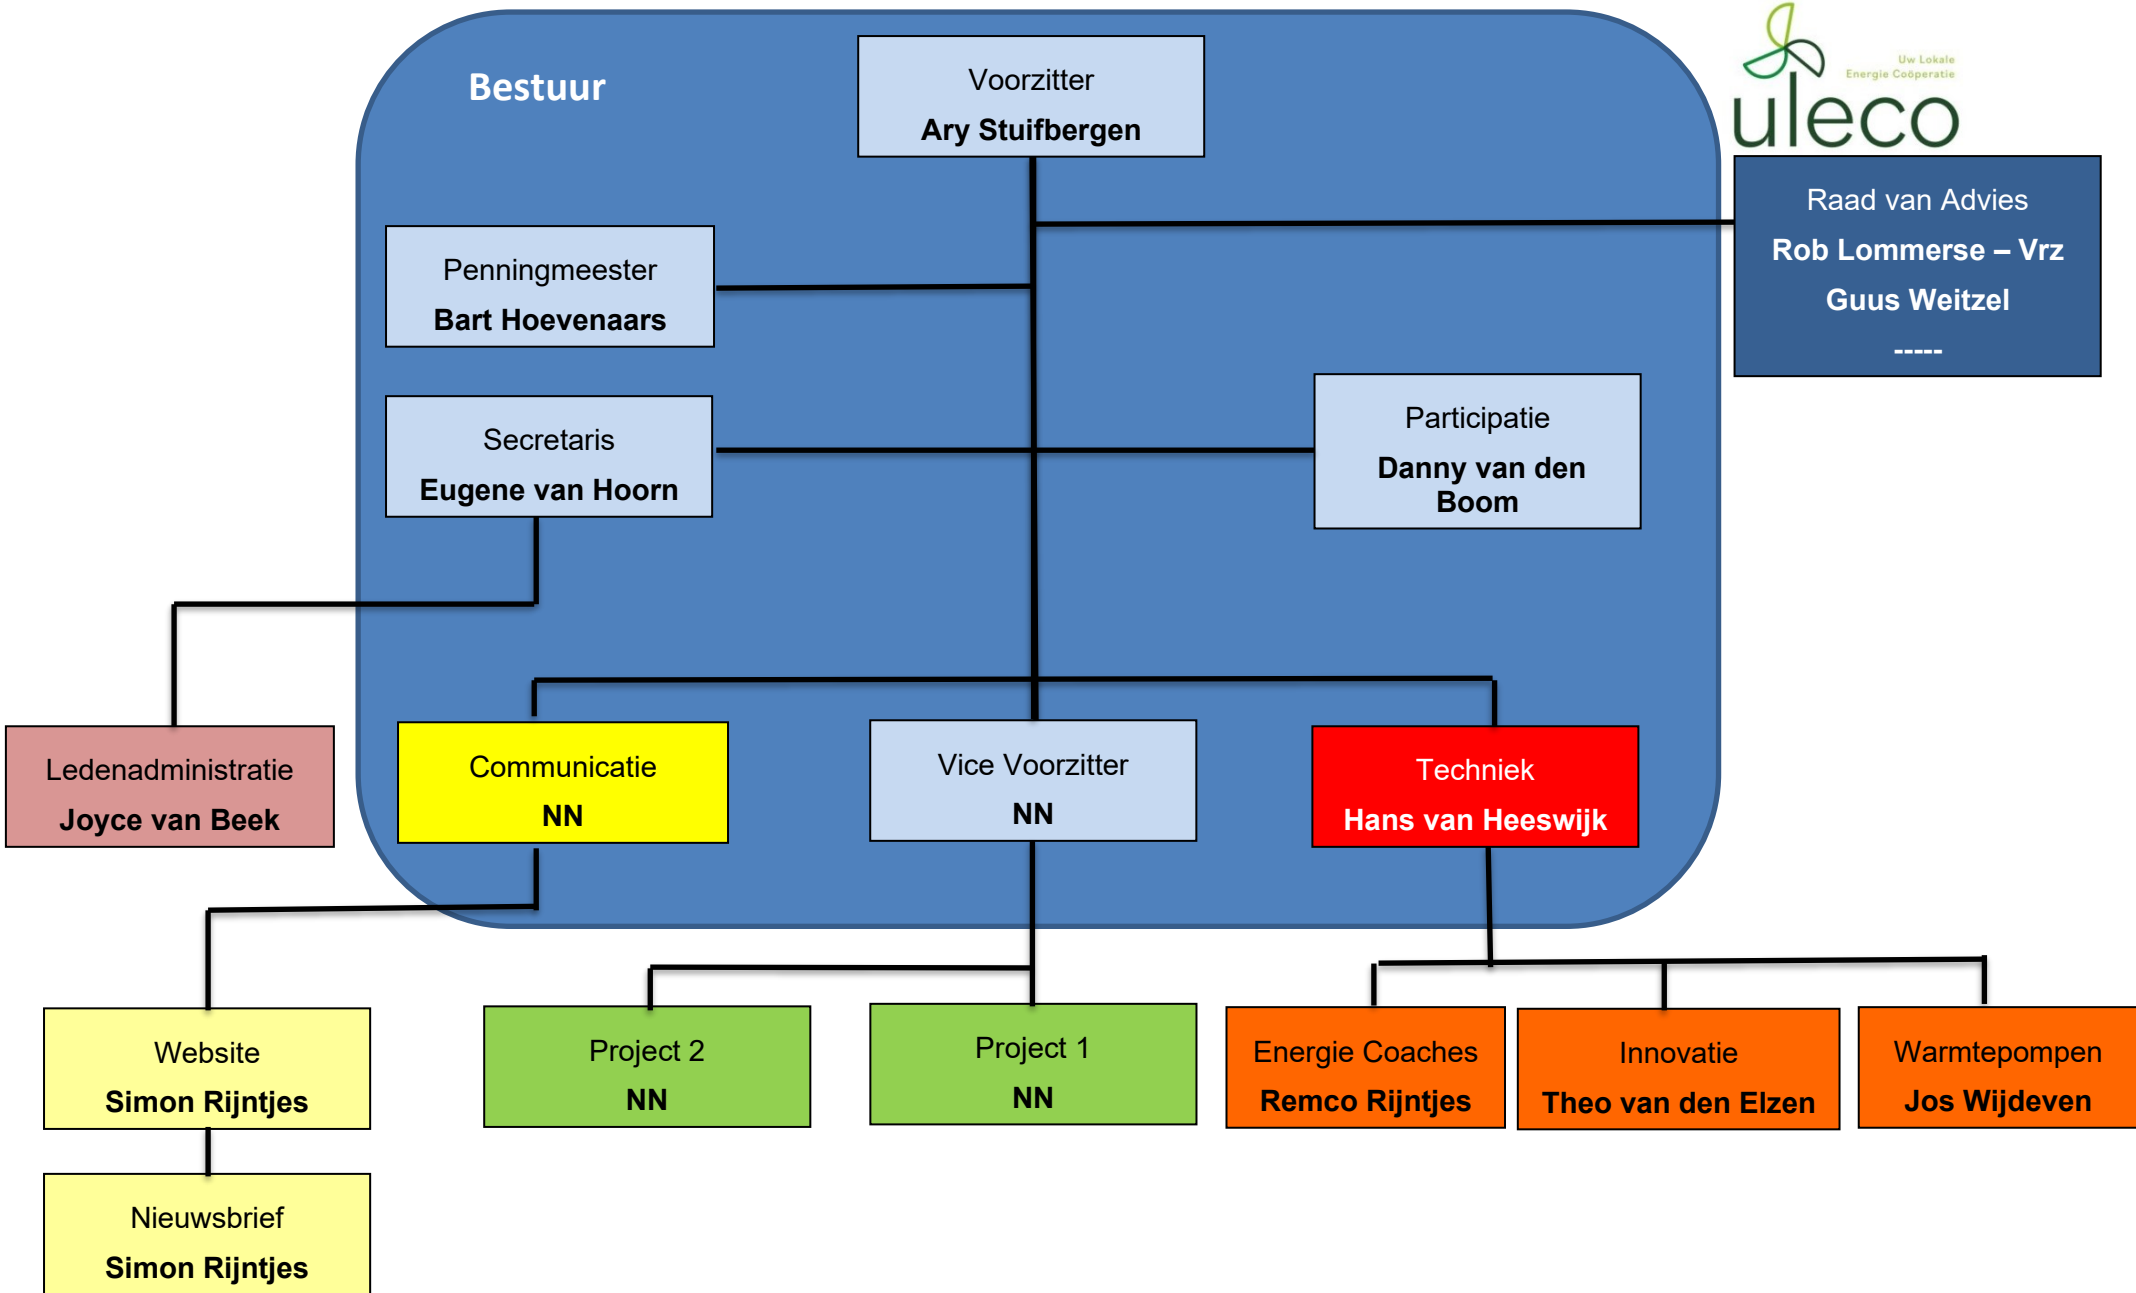 Bestuur
Voorzitter
Ary Stuifbergen
Uw Lokale
Energie Coöperatie
uleco
Raad van Advies
Rob Lommerse – Vrz
Guus Weitzel
-----
Penningmeester
Bart Hoevenaars
Secretaris
Eugene van Hoorn
Participatie
Danny van den
Boom
Ledenadministratie
Joyce van Beek
Communicatie
NN
Vice Voorzitter
NN
Techniek
Hans van Heeswijk
Website
Simon Rijntjes
Project 2
NN
Project 1
NN
Energie Coaches
Remco Rijntjes
Innovatie
Theo van den Elzen
Warmtepompen
Jos Wijdeven
Nieuwsbrief
Simon Rijntjes